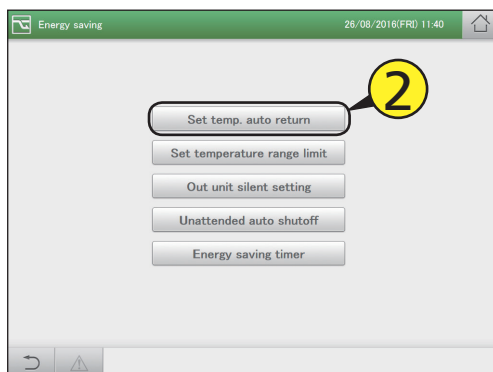 Energy saving
26/08/2016(FRI) 11:40
2
Set temp. auto return
Set temperature range limit
Out unit silent setting
Unattended auto shutoff
Energy saving timer